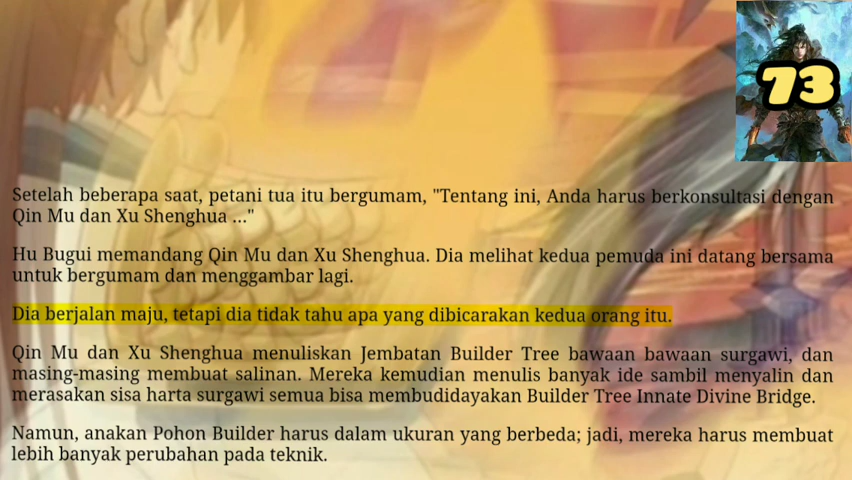 73
Setelah beberapa saat, petani tua itu bergumam, "Tentang ini, Anda harus berkonsultasi dengan
Qin Mu dan Xu Shenghua ..."
Hu Bugui memandang Qin Mu dan Xu Shenghua. Dia melihat kedua pemuda ini datang bersama
untuk bergumam dan menggambar lagi.
Dia berjalan maju, tetapi dia tidak tahu apa yang dibicarakan kedua orang itu.
Qin Mu dan Xu Shenghua menuliskan Jembatan Builder Tree bawaan bawaan surgawi, dan
masing-masing membuat salinan. Mereka kemudian menulis banyak ide sambil menyalin dan
merasakan sisa harta surgawi semua bisa membudidayakan Builder Tree Innate Divine Bridge.
Namun, anakan Pohon Builder harus dalam ukuran yang berbeda; jadi, mereka harus membuat
lebih banyak perubahan pada teknik.